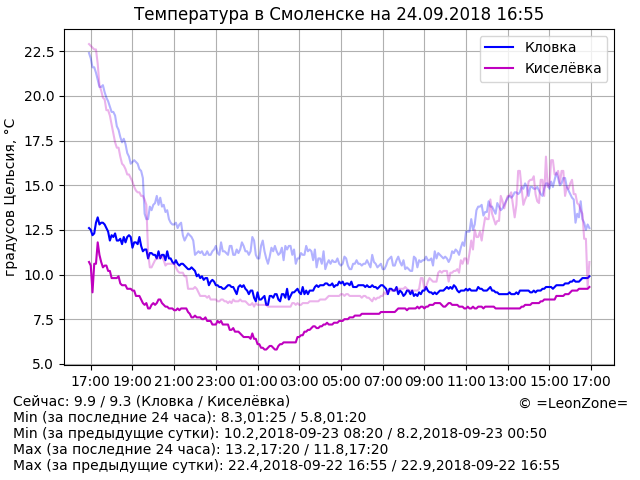 Температура в Смоленске на 24.09.2018 16:55
Кловка
Киселёвка
градусов Цельсия, °C
22.5
20.0
17.5
15.0
12.5
10.0
7.5
5.0
17:00 19:00 21:00 23:00 01:00 03:00 05:00 07:00 09:00 11:00 13:00 15:00 17:00
Сейчас: 9.9 / 9.3 (Кловка / Киселёвка)
© =LeonZone=
Min (за последние 24 часа): 8.3,01:25 / 5.8,01:20
Min (за предыдущие сутки): 10.2,2018-09-23 08:20 / 8.2,2018-09-23 00:50
Max (за последние 24 часа): 13.2,17:20 / 11.8,17:20
Max (за предыдущие сутки): 22.4,2018-09-22 16:55 / 22.9,2018-09-22 16:55